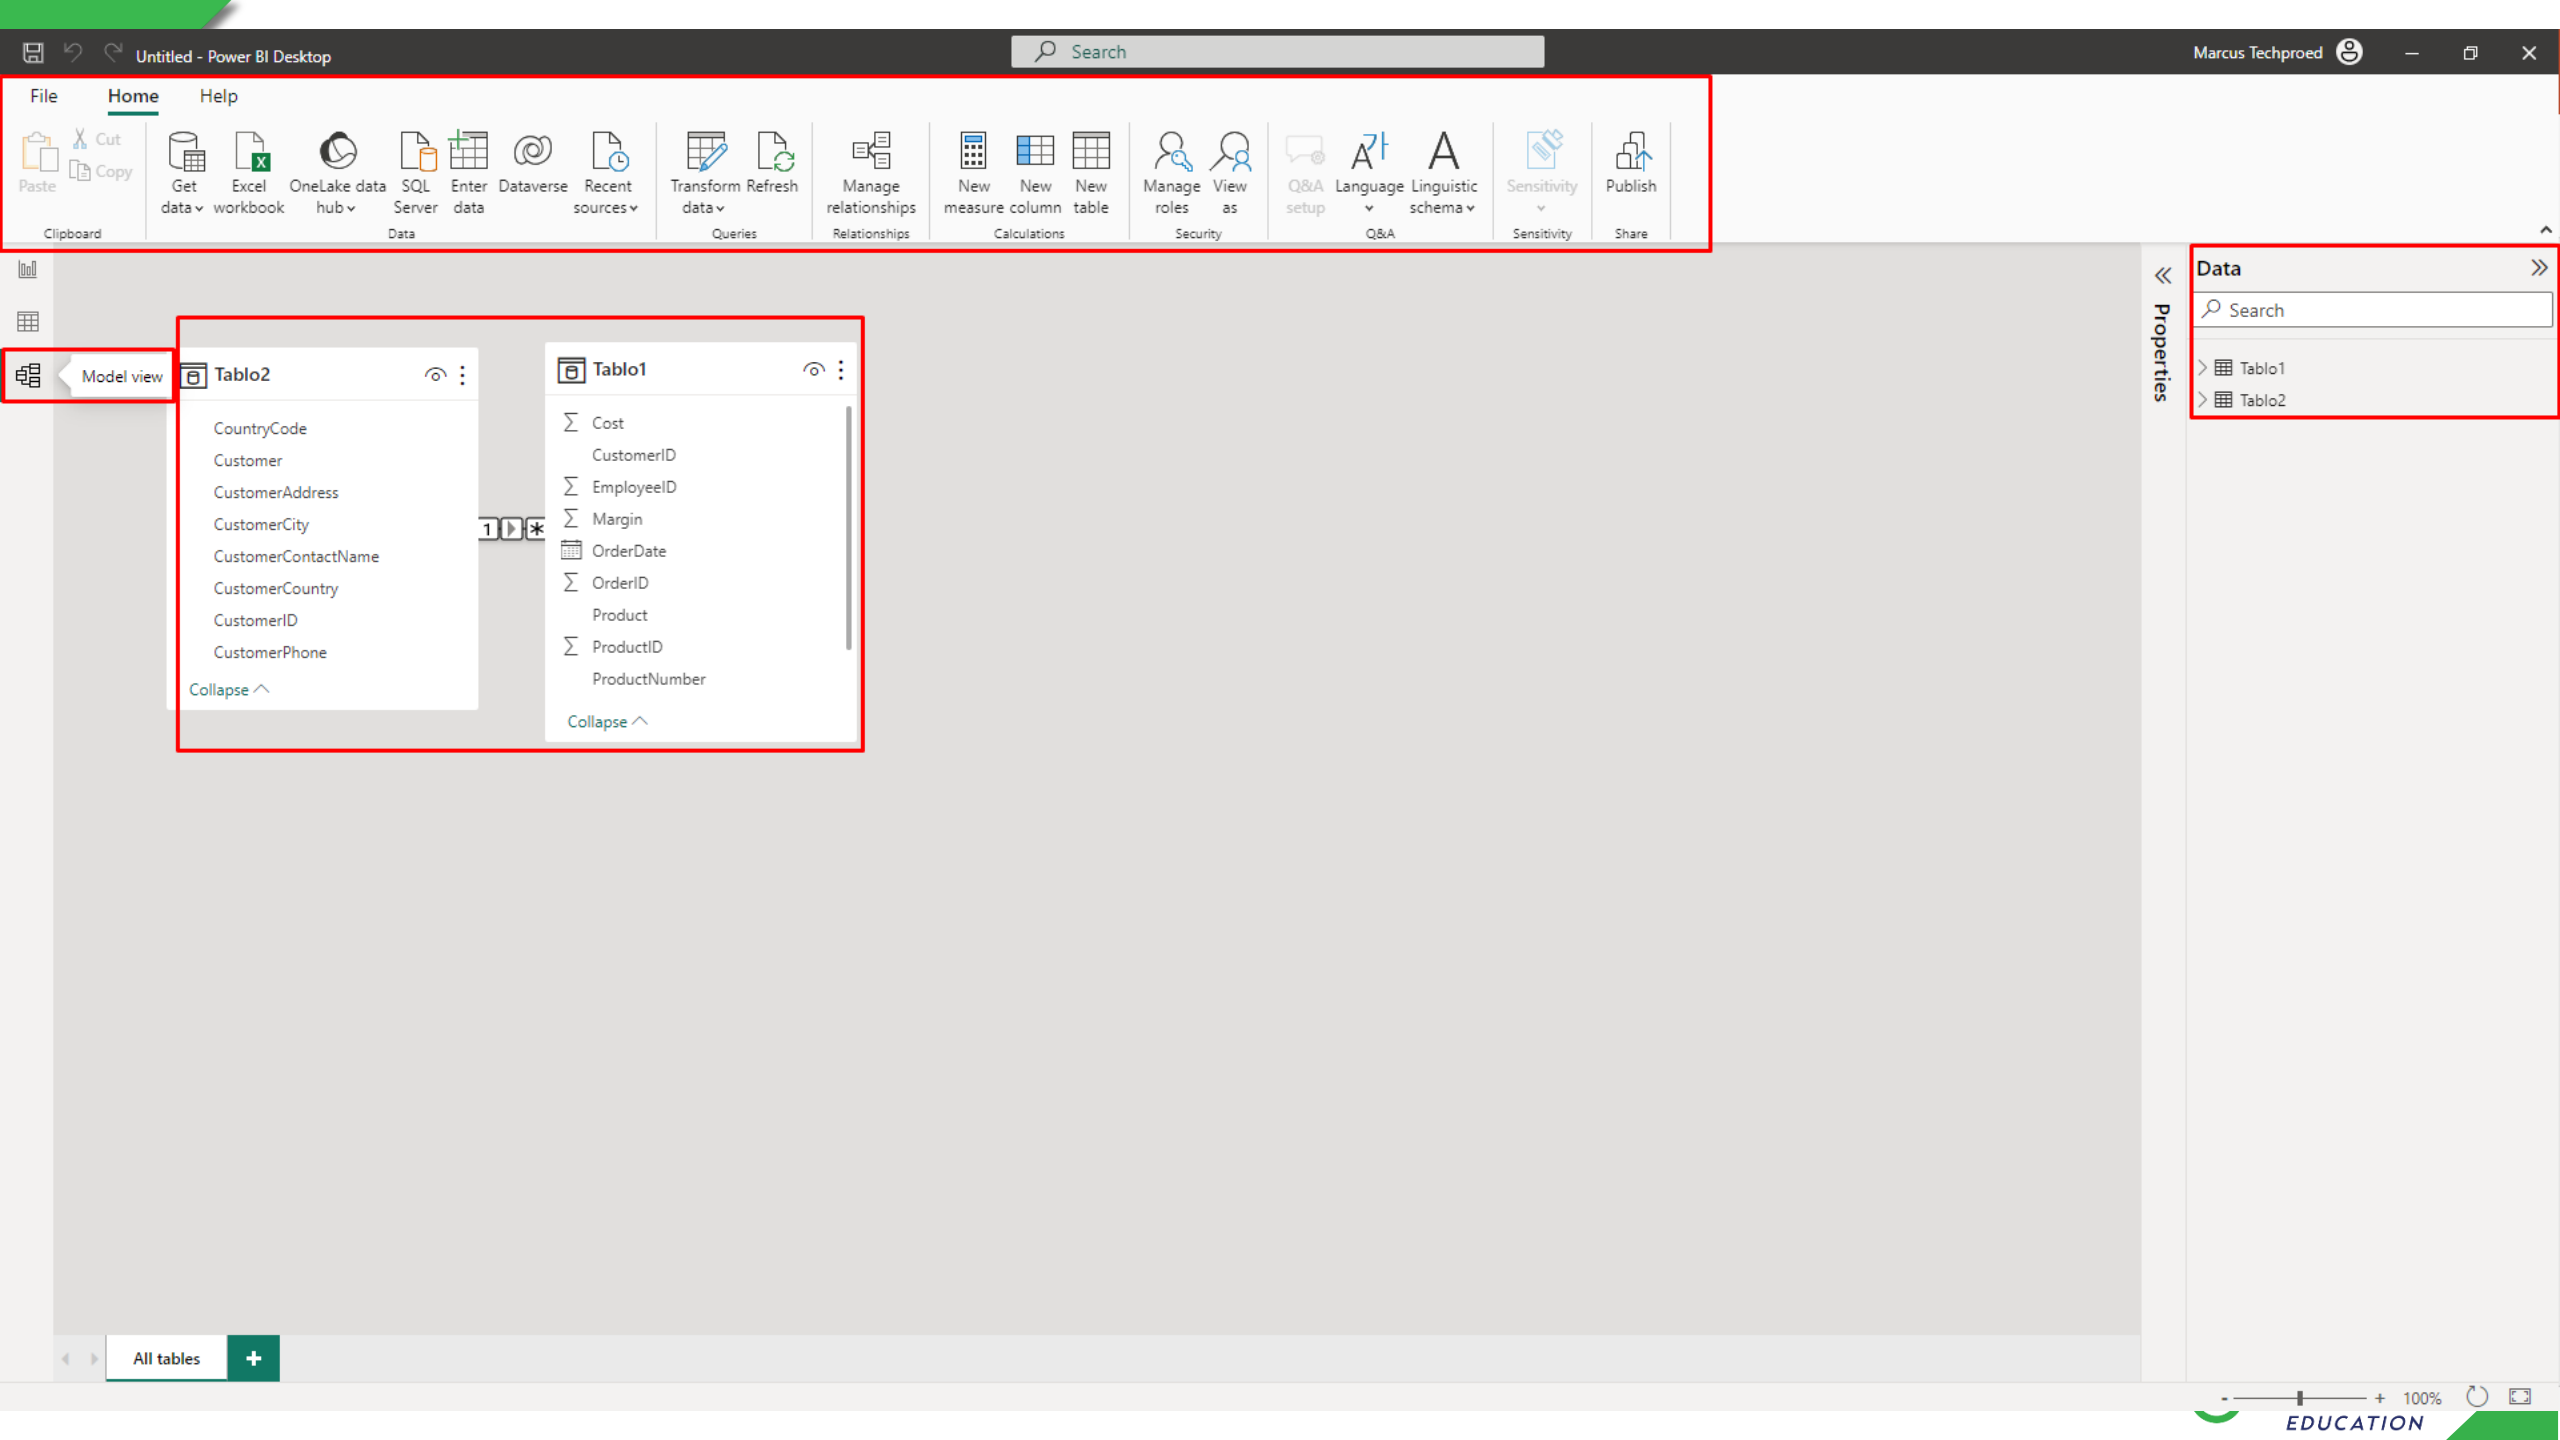 Untitled - Power BI Desktop
Search
Marcus Techproed
File
Home
Help
Paste
Cut
Copy
Clipboard
Get data
Excel workbook
OneLake data hub
SQL Server
Enter data
Dataverse
Recent sources
Data
Transform data
Refresh
Queries
Manage relationships
Relationships
New measure
New column
New table
Calculations
Manage roles
View as
Security
Q&A setup
Language
Linguistic schema
Q&A
Sensitivity
Sensitivity
Publish
Share
Model view
Tablo2
CountryCode
Customer
CustomerAddress
CustomerCity
CustomerContactName
CustomerCountry
CustomerID
CustomerPhone
Collapse
1
*
Tablo1
Σ Cost
CustomerID
Σ EmployeeID
Σ Margin
OrderDate
Σ OrderID
Product
Σ ProductID
ProductNumber
Collapse
Properties
Data
Search
Tablo1
Tablo2
All tables
+
- + 100%
EDUCATION